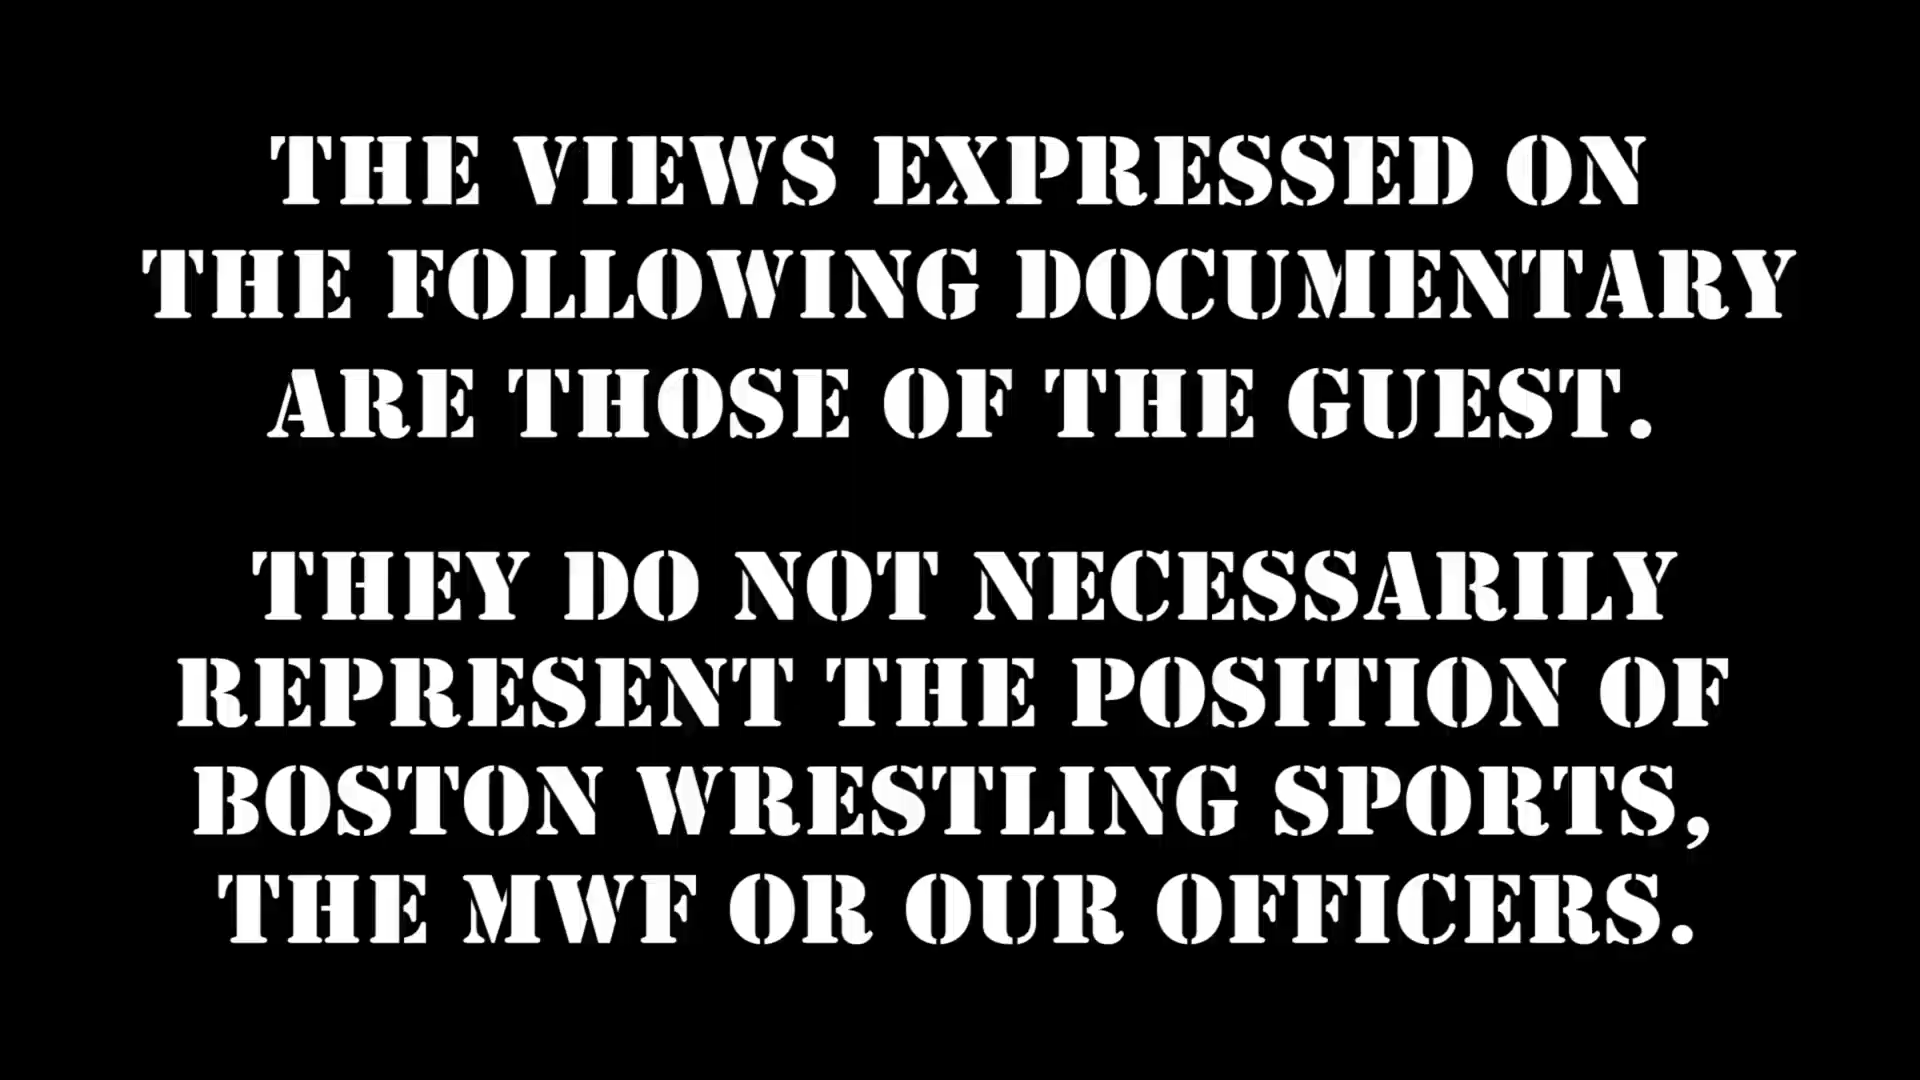 THE VIEWS EXPRESSED ON
THE FOLLOWING DOCUMENTARY
ARE THOSE OF THE GUEST.
THEY DO NOT NECESSARILY
REPRESENT THE POSITION OF
BOSTON WRESTLING SPORTS,
THE MWF OR OUR OFFICERS.